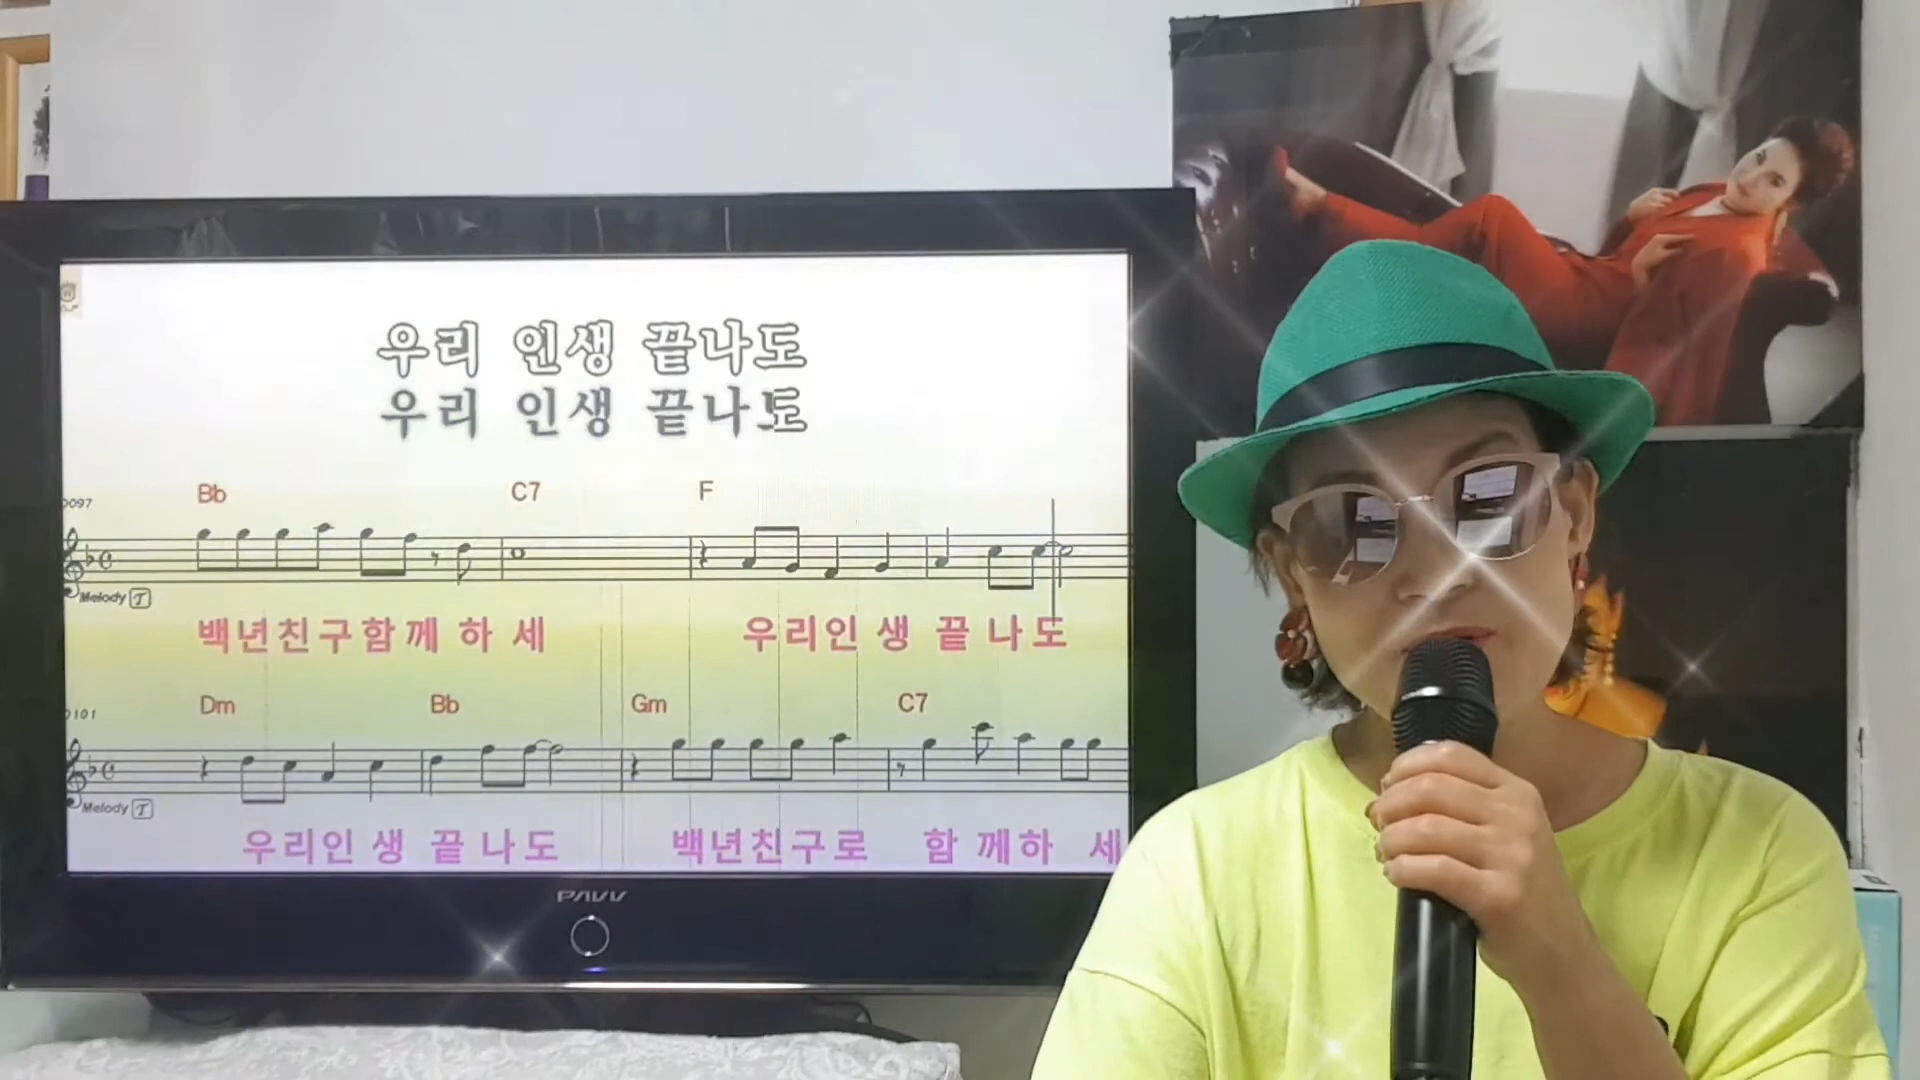 우리 인생 끝나도
우리 인생 끝나도
Bb C7 F
0097
Melody T
백년친구함께 하 세 우리인 생 끝 나 도
Dm Bb Gm C7
0101
Melody T
우리인 생 끝 나 도 백년친구로 함 께하 세
PAVV